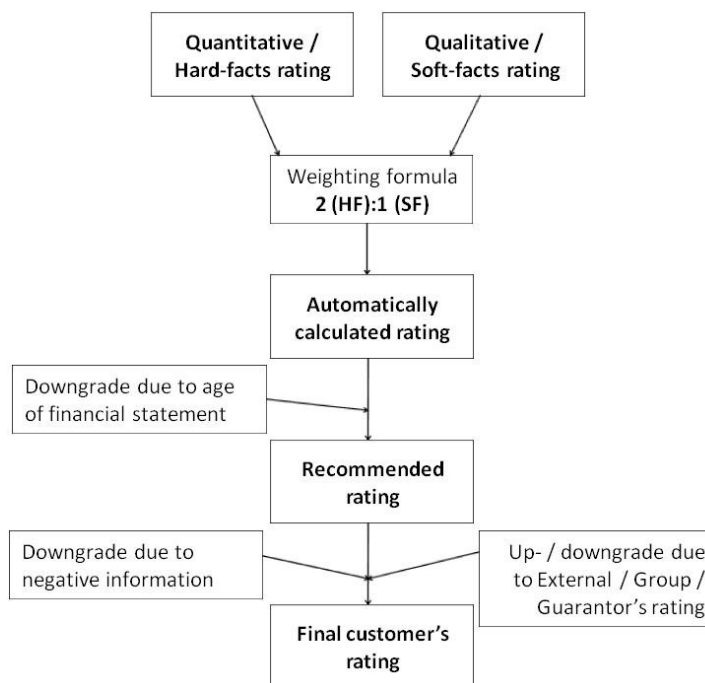 Quantitative /
Hard-facts rating
Qualitative /
Soft-facts rating
Weighting formula
2 (HF):1 (SF)
Automatically
calculated rating
Downgrade due to age
of financial statement
Recommended
rating
Downgrade due to
negative information
Up- / downgrade due
to External / Group /
Guarantor's rating
Final customer's
rating